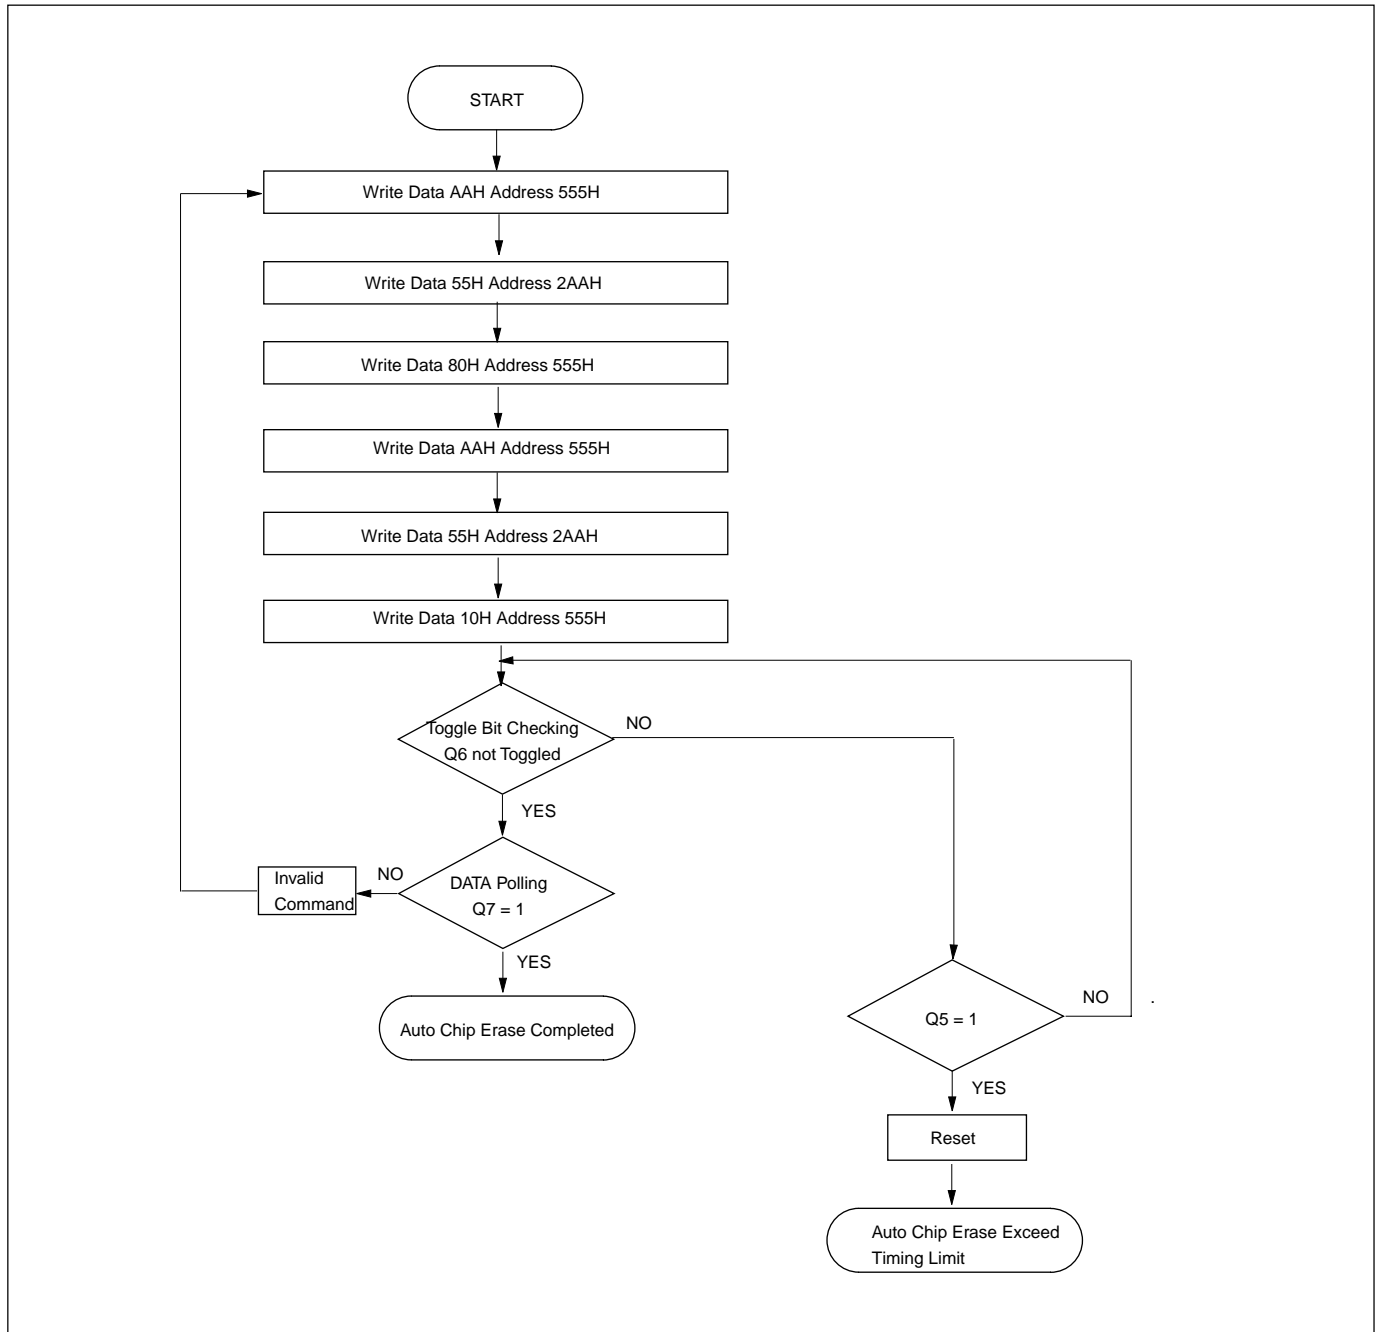 START
Write Data AAH Address 555H
Write Data 55H Address 2AAH
Write Data 80H Address 555H
Write Data AAH Address 555H
Write Data 55H Address 2AAH
Write Data 10H Address 555H
Toggle Bit Checking
Q6 not Toggled
NO
YES
Invalid
Command
NO
DATA Polling
Q7 = 1
YES
Auto Chip Erase Completed
Q5 = 1
NO
.
YES
Reset
Auto Chip Erase Exceed
Timing Limit